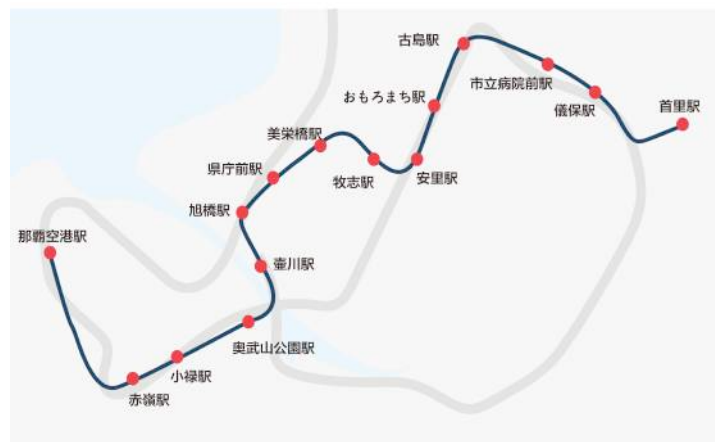 古島駅
市立病院前駅
おもろまち駅
儀保駅
首里駅
美栄橋駅
県庁前駅
牧志駅
安里駅
旭橋駅
那覇空港駅
壷川駅
奥武山公園駅
小禄駅
赤嶺駅